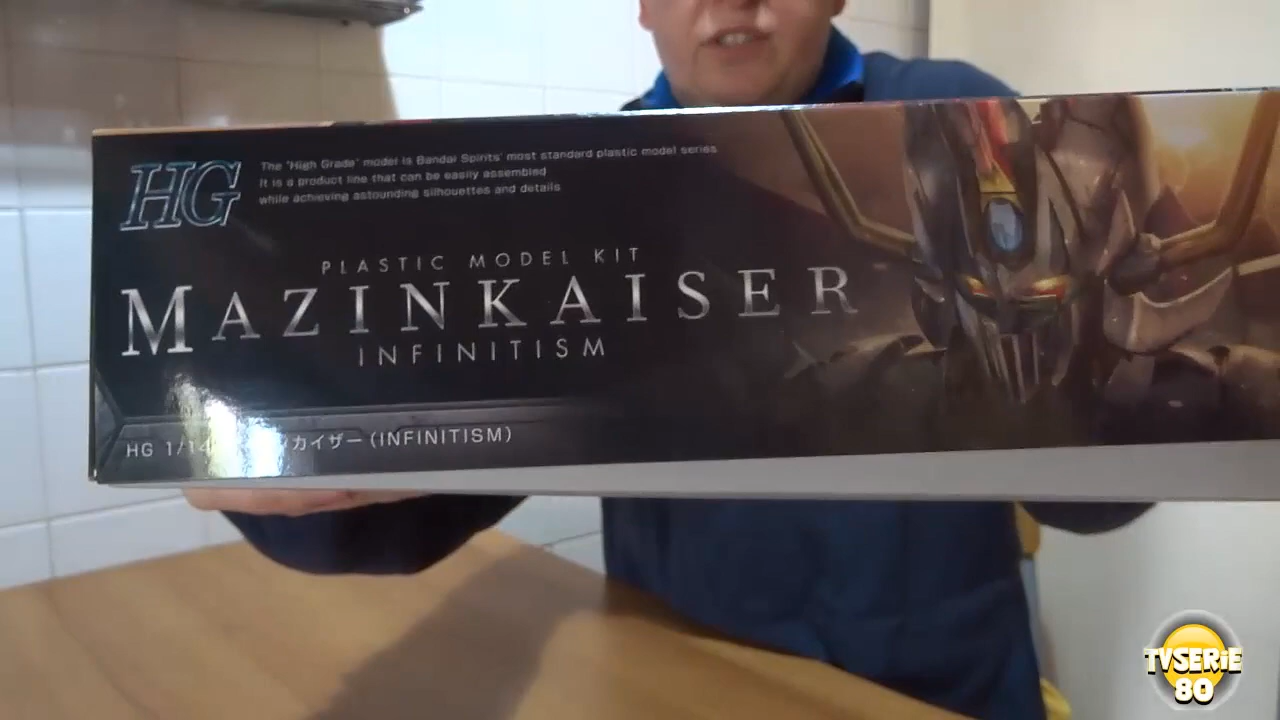 HG
The "High Grade" model is Bandai Spirits' most standard plastic model series
It is a product line that can be easily assembled
while achieving astounding silhouettes and details
PLASTIC MODEL KIT
MAZINKAISER
INFINITISM
HG 1/14 カイザー(INFINITISM)
TVSERiE
80